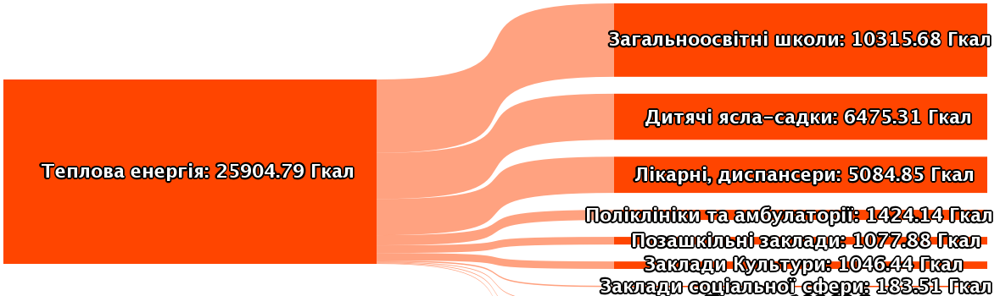 Загальноосвітні школи: 10315.68 Гкал
Дитячі ясла-садки: 6475.31 Гкал
Теплова енергія: 25904.79 Гкал
Лікарні, диспансери: 5084.85 Гкал
Поліклініки та амбулаторії: 1424.14 Гкал
Позашкільні заклади: 1077.88 Гкал
Заклади Культури: 1046.44 Гкал
Заклади соціальної сфери: 183.51 Гкал